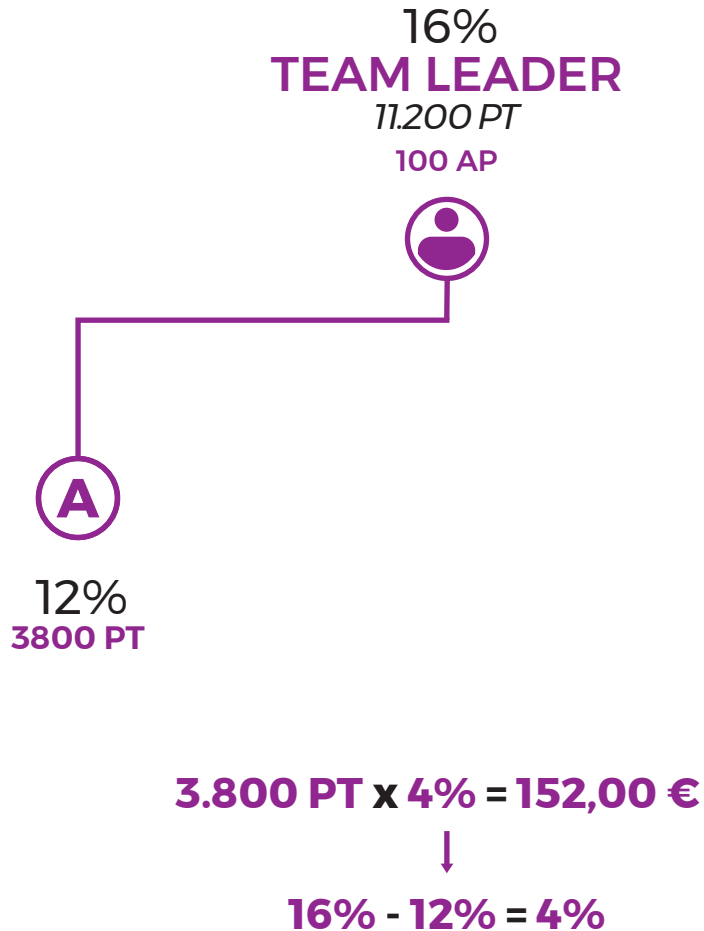 16%
TEAM LEADER
11.200 PT
100 AP
A
12%
3800 PT
3.800 PT x 4% = 152,00 €
16% - 12% = 4%